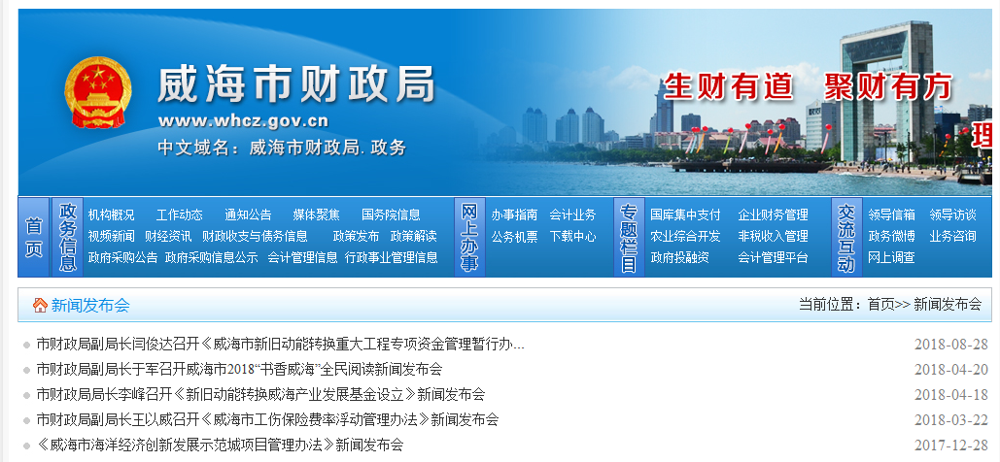 威海市财政局
www.whcz.gov.cn
中文域名：威海市财政局.政务
生财有道 聚财有方
理
首页
政务信息
机构概况 工作动态 通知公告 媒体聚焦 国务院信息
视频新闻 财经资讯 财政收支与债务信息 政策发布 政策解读
政府采购公告 政府采购信息公示 会计管理信息 行政事业管理信息
网上办事
办事指南 会计业务
公务机票 下载中心
专题栏目
国库集中支付 企业财务管理
农业综合开发 非税收入管理
政府投融资 会计管理平台
交流互动
领导信箱 领导访谈
政务微博 业务咨询
网上调查
新闻发布会 当前位置：首页>> 新闻发布会
市财政局副局长闫俊达召开《威海市新旧动能转换重大工程专项资金管理暂行办... 2018-08-28
市财政局副局长于军召开威海市2018“书香威海”全民阅读新闻发布会 2018-04-20
市财政局局长李峰召开《新旧动能转换威海产业发展基金设立》新闻发布会 2018-04-18
市财政局副局长王以威召开《威海市工伤保险费率浮动管理办法》新闻发布会 2018-03-22
《威海市海洋经济创新发展示范城项目管理办法》新闻发布会 2017-12-28